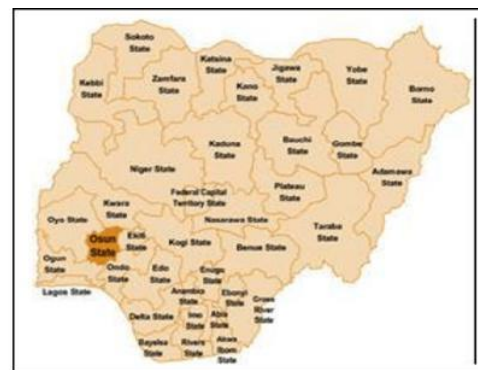 Sokoto
State
Katsina
State
Jigawa
State
Yobe
State
Borno
State
Kebbi
State
Zamfara
State
Kano
State
Kaduna
State
Bauchi
State
Gombe
State
Adamawa
State
Niger State
Federal Capital
Territory State
Plateau
State
Nasarawa State
Taraba
State
Kwara
State
Oyo State
Osun
State
Ekiti
State
Kogi State
Benue State
Ogun
State
Ondo
State
Edo
State
Enugu
State
Lagos State
Anambra
State
Ebonyi
State
Cross
River
State
Delta State
Imo
State
Abia
State
Bayelsa
State
Rivers
State
Akwa
Ibom
State